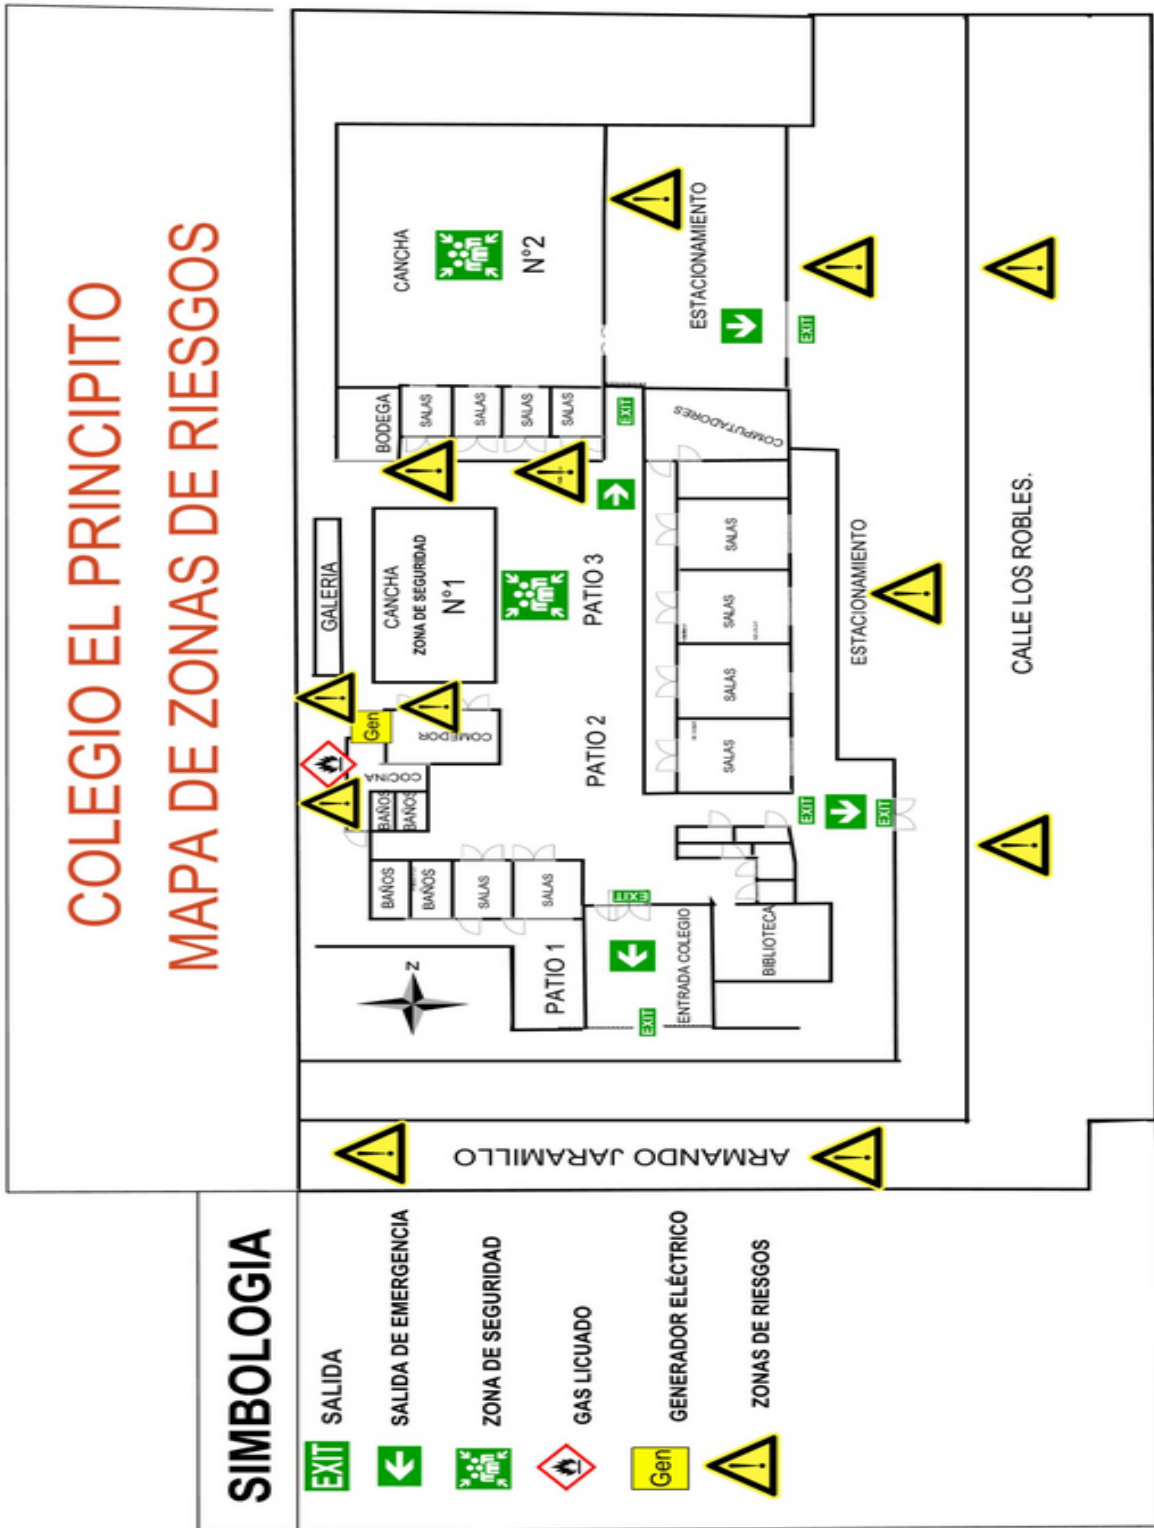 COLEGIO EL PRINCIPITO
MAPA DE ZONAS DE RIESGOS
SIMBOLOGIA
EXIT SALIDA
SALIDA DE EMERGENCIA
ZONA DE SEGURIDAD
GAS LICUADO
Gen GENERADOR ELÉCTRICO
ZONAS DE RIESGOS
ARMANDO JARAMILLO
CALLE LOS ROBLES.
Z
PATIO 1
EXIT
ENTRADA COLEGIO
EXIT
BIBLIOTECA
BAÑOS
BAÑOS
SALAS
SALAS
BAÑOS
BAÑOS
COCINA
COMEDOR
Gen
PATIO 2
EXIT
EXIT
GALERIA
CANCHA
ZONA DE SEGURIDAD
N°1
PATIO 3
SALAS
SALAS
SALAS
SALAS
ESTACIONAMIENTO
BODEGA
SALAS
SALAS
SALAS
SALAS
EXIT
COMPUTADORES
CANCHA
N°2
ESTACIONAMIENTO
EXIT